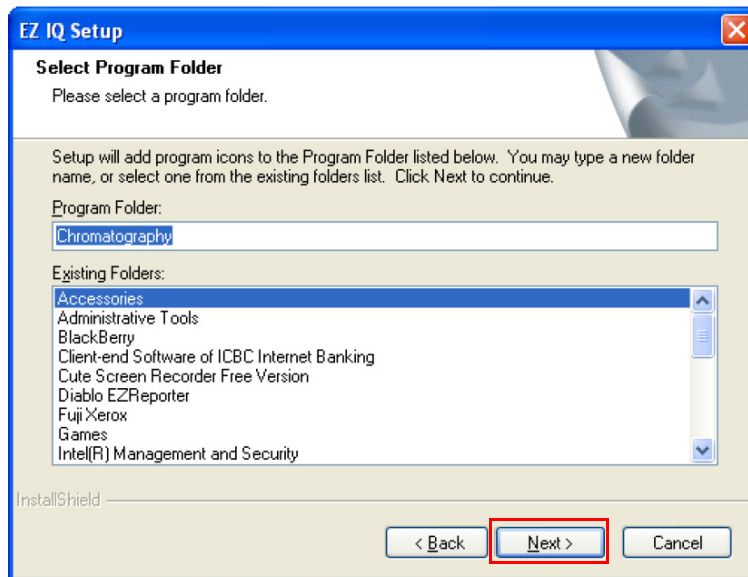 EZ IQ Setup
Select Program Folder
Please select a program folder.
Setup will add program icons to the Program Folder listed below.  You may type a new folder
name, or select one from the existing folders list.  Click Next to continue.
Program Folder:
Chromatography
Existing Folders:
Accessories
Administrative Tools
BlackBerry
Client-end Software of ICBC Internet Banking
Cute Screen Recorder Free Version
Diablo EZReporter
Fuji Xerox
Games
Intel(R) Management and Security
InstallShield
< Back
Next >
Cancel